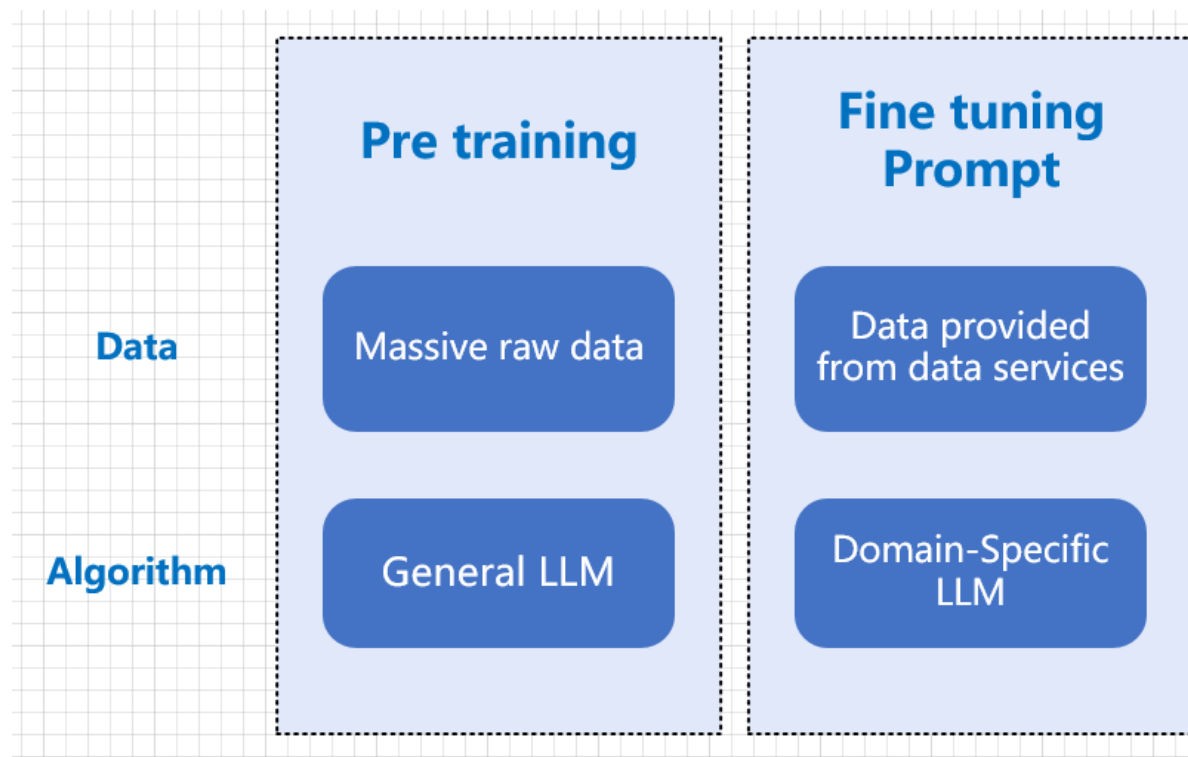 Pre training
Fine tuning
Prompt
Data
Massive raw data
Data provided
from data services
Algorithm
General LLM
Domain-Specific
LLM